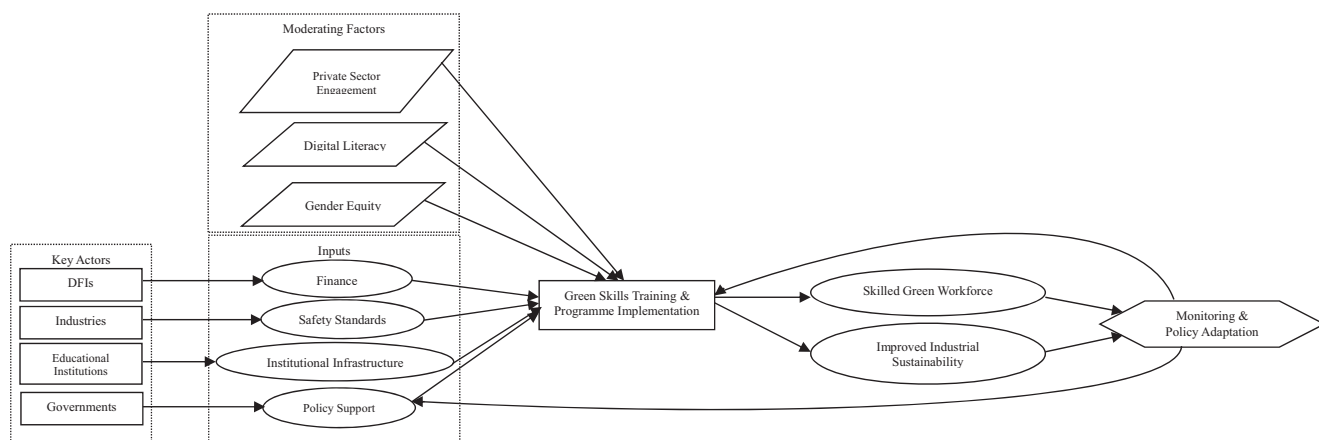 Moderating Factors
Private Sector
Engagement
Digital Literacy
Gender Equity
Key Actors
DFIs
Industries
Educational
Institutions
Governments
Inputs
Finance
Safety Standards
Institutional Infrastructure
Policy Support
Green Skills Training &
Programme Implementation
Skilled Green Workforce
Improved Industrial
Sustainability
Monitoring &
Policy Adaptation